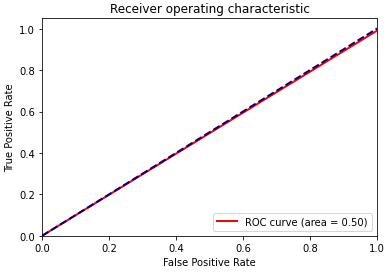 Receiver operating characteristic
True Positive Rate
1.0
0.8
0.6
0.4
0.2
0.0
ROC curve (area = 0.50)
0.0 0.2 0.4 0.6 0.8 1.0
False Positive Rate